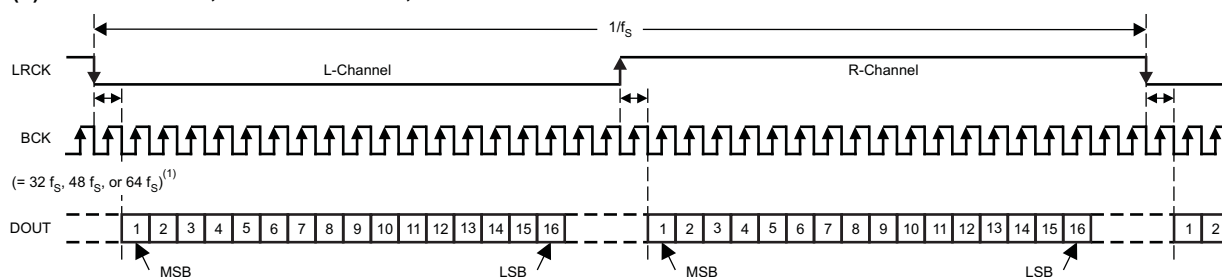 1/fS
LRCK
L-Channel
R-Channel
BCK
(= 32 fS, 48 fS, or 64 fS)(1)
DOUT
1 2 3 4 5 6 7 8 9 10 11 12 13 14 15 16 1 2 3 4 5 6 7 8 9 10 11 12 13 14 15 16 1 2
MSB LSB MSB LSB